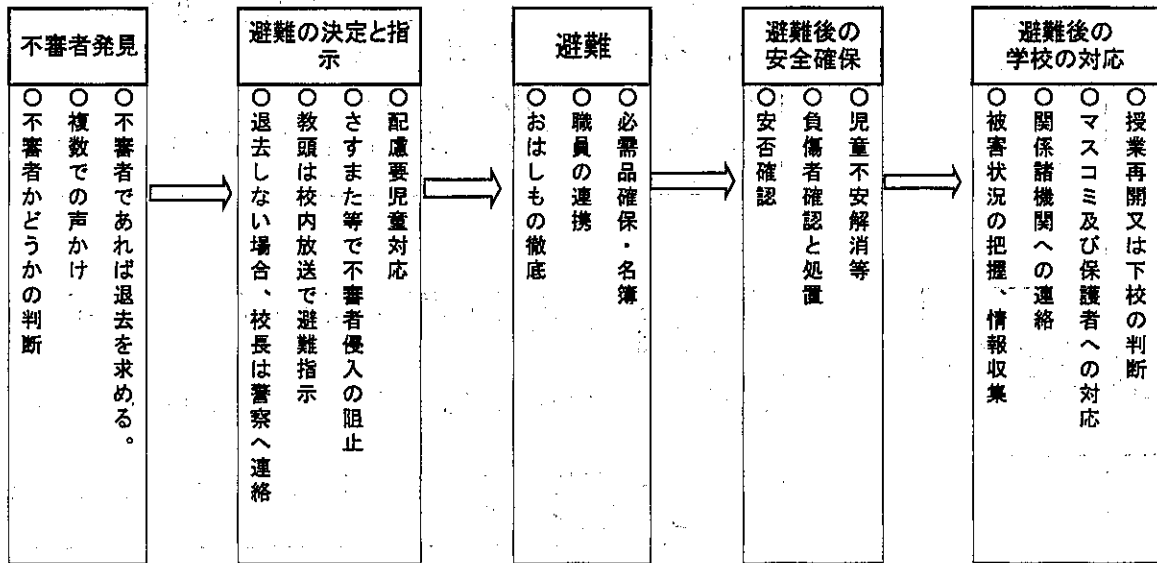 不審者発見
○不審者であれば退去を求める。
○複数での声かけ
○不審者かどうかの判断
避難の決定と指
示
○配慮要児童対応
○さすまた等で不審者侵入の阻止
○教頭は校内放送で避難指示
○退去しない場合、校長は警察へ連絡
避難
○必需品確保・名簿
○職員の連携
○おはしもの徹底
避難後の
安全確保
○児童不安解消等
○負傷者確認と処置
○安否確認
避難後の
学校の対応
○授業再開又は下校の判断
○マスコミ及び保護者への対応
○関係諸機関への連絡
○被害状況の把握、情報収集